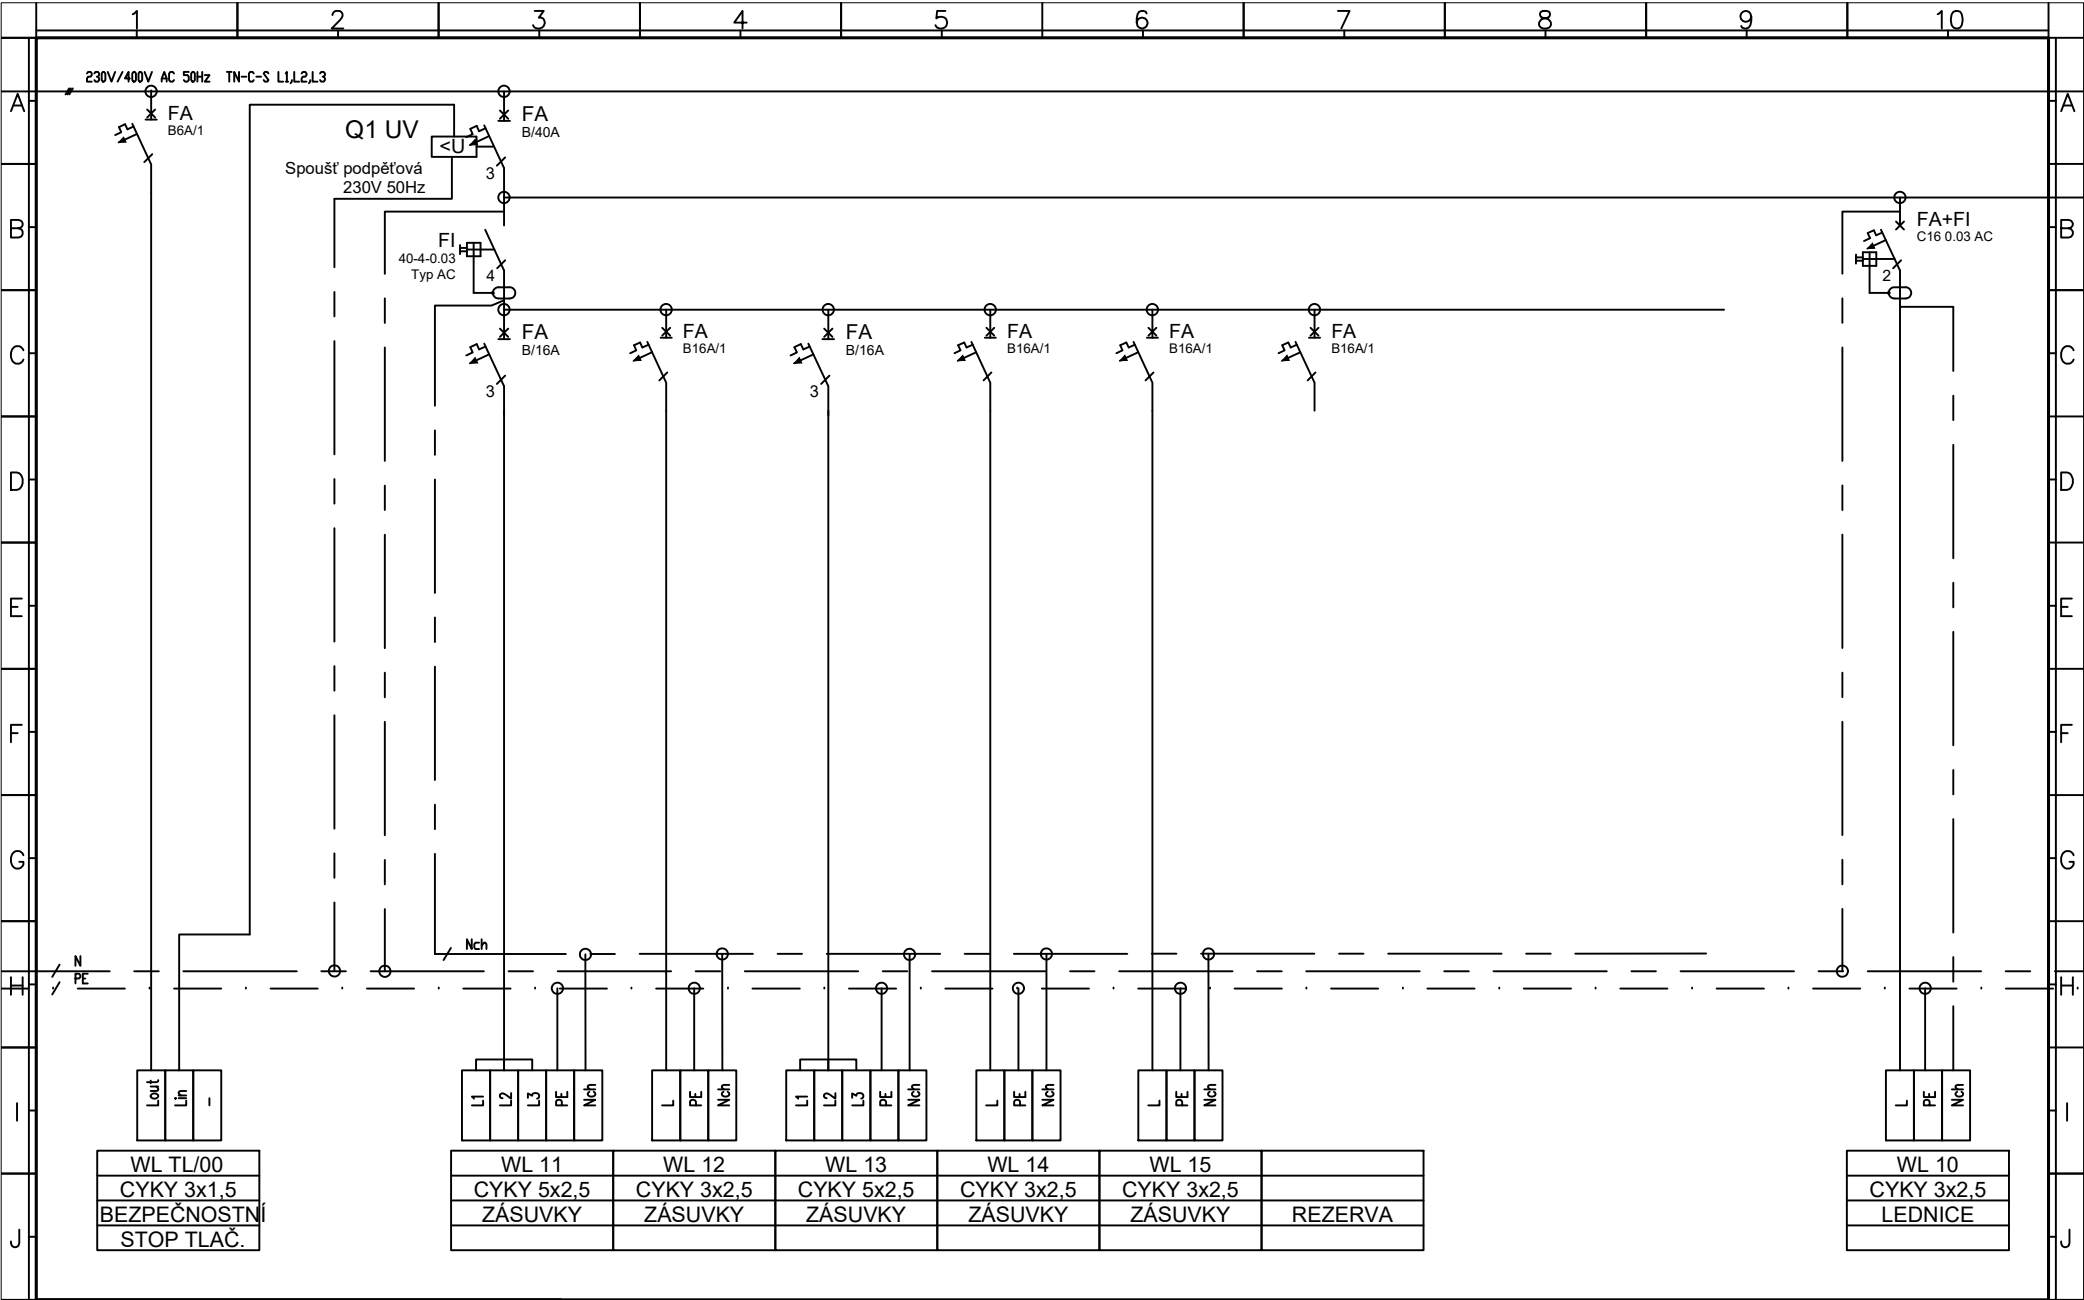 1 2 3 4 5 6 7 8 9 10
230V/400V AC 50Hz TN-C-S L1,L2,L3
A A
FA
B6A/1
Q1 UV
<U
FA
B/40A
3
Spoušť podpěťová
230V 50Hz
B B
FI
40-4-0.03
Typ AC
4
FA+FI
C16 0.03 AC
2
C C
FA
B/16A
3
FA
B16A/1
FA
B/16A
3
FA
B16A/1
FA
B16A/1
FA
B16A/1
D D
E E
F F
G G
Nch
N
PE
H H
Lout Lin -
L1 L2 L3 PE Nch
L PE Nch
L1 L2 L3 PE Nch
L PE Nch
L PE Nch
L PE Nch
I I
WL TL/00
CYKY 3x1,5
BEZPEČNOSTNÍ
STOP TLAČ.
WL 11
CYKY 5x2,5
ZÁSUVKY
WL 12
CYKY 3x2,5
ZÁSUVKY
WL 13
CYKY 5x2,5
ZÁSUVKY
WL 14
CYKY 3x2,5
ZÁSUVKY
WL 15
CYKY 3x2,5
ZÁSUVKY
REZERVA
WL 10
CYKY 3x2,5
LEDNICE
J J